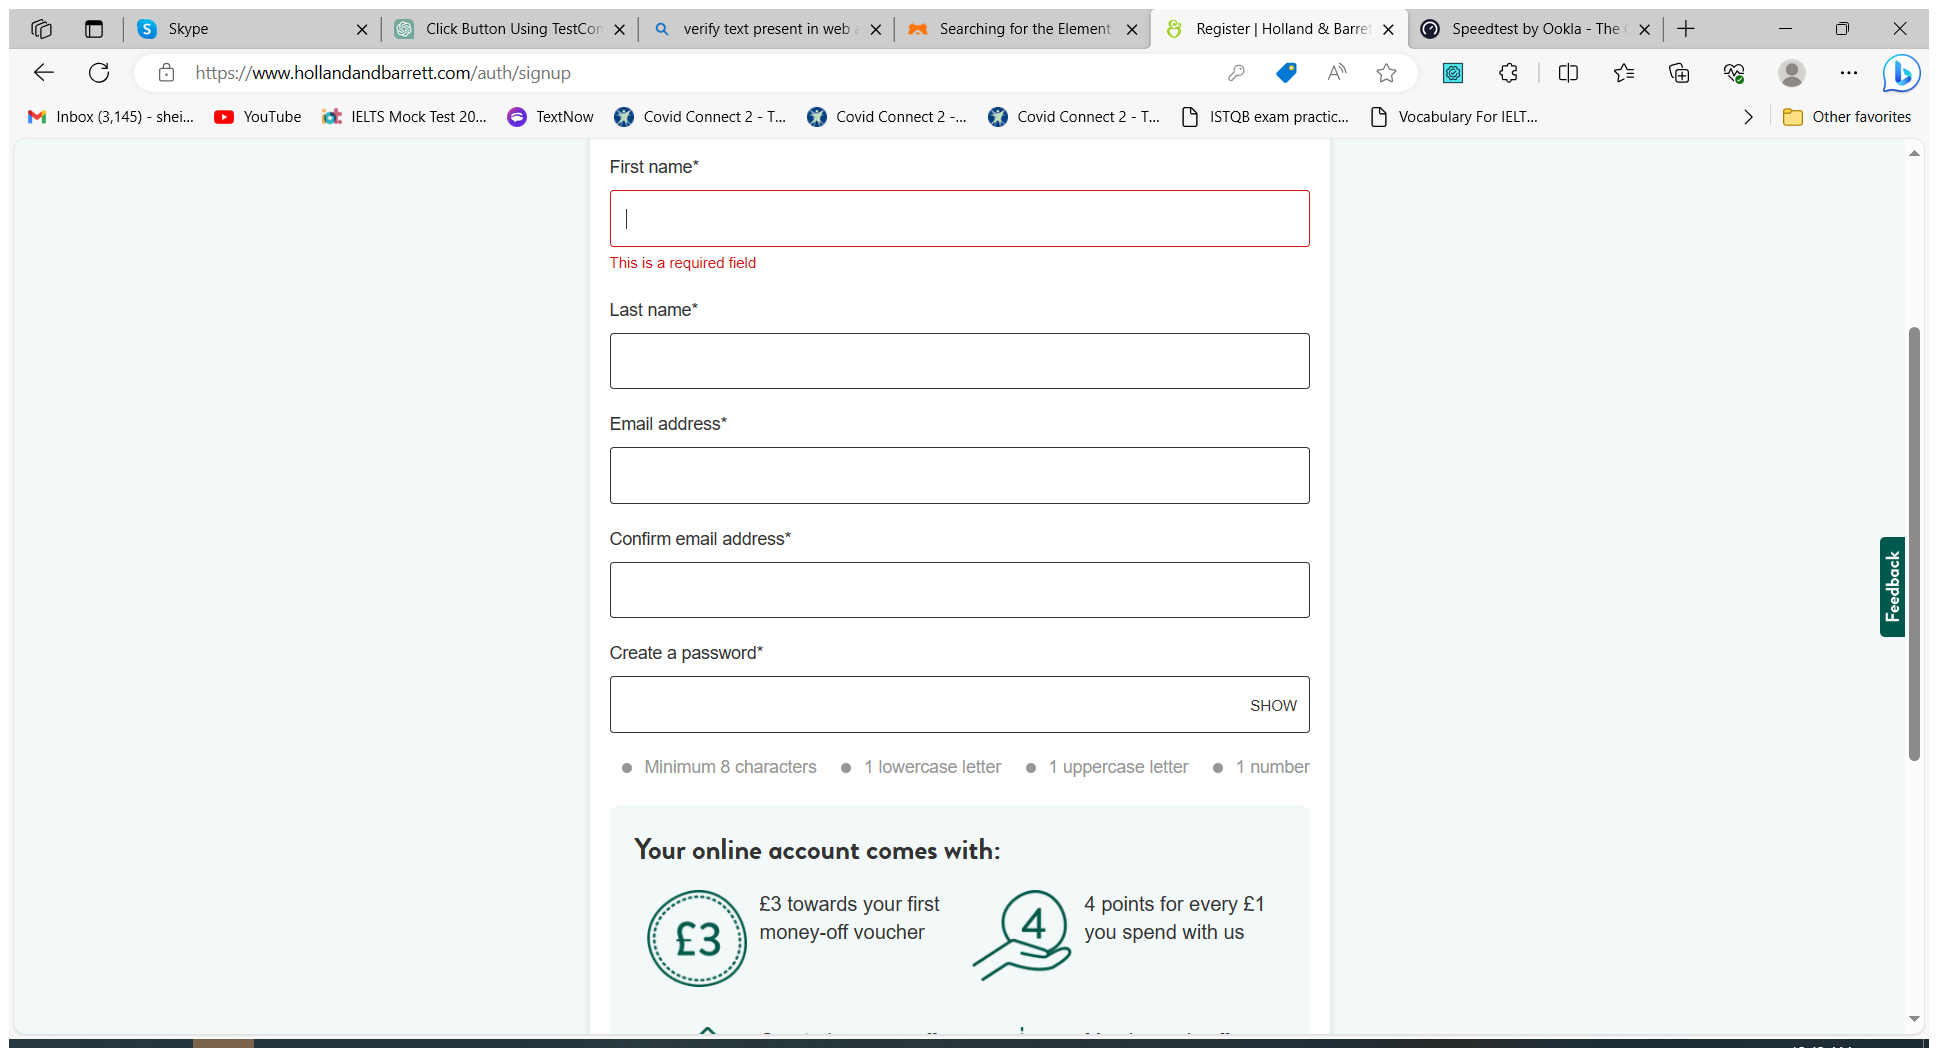 Skype
Click Button Using TestCon
verify text present in web a
Searching for the Element
Register | Holland & Barret
Speedtest by Ookla - The G
https://www.hollandandbarrett.com/auth/signup
Inbox (3,145) - shei...
YouTube
IELTS Mock Test 20...
TextNow
Covid Connect 2 - T...
Covid Connect 2 -...
Covid Connect 2 - T...
ISTQB exam practic...
Vocabulary For IELT...
Other favorites
First name*
This is a required field
Last name*
Email address*
Confirm email address*
Create a password*
SHOW
Minimum 8 characters
1 lowercase letter
1 uppercase letter
1 number
Feedback
Your online account comes with:
£3
£3 towards your first
money-off voucher
4
4 points for every £1
you spend with us